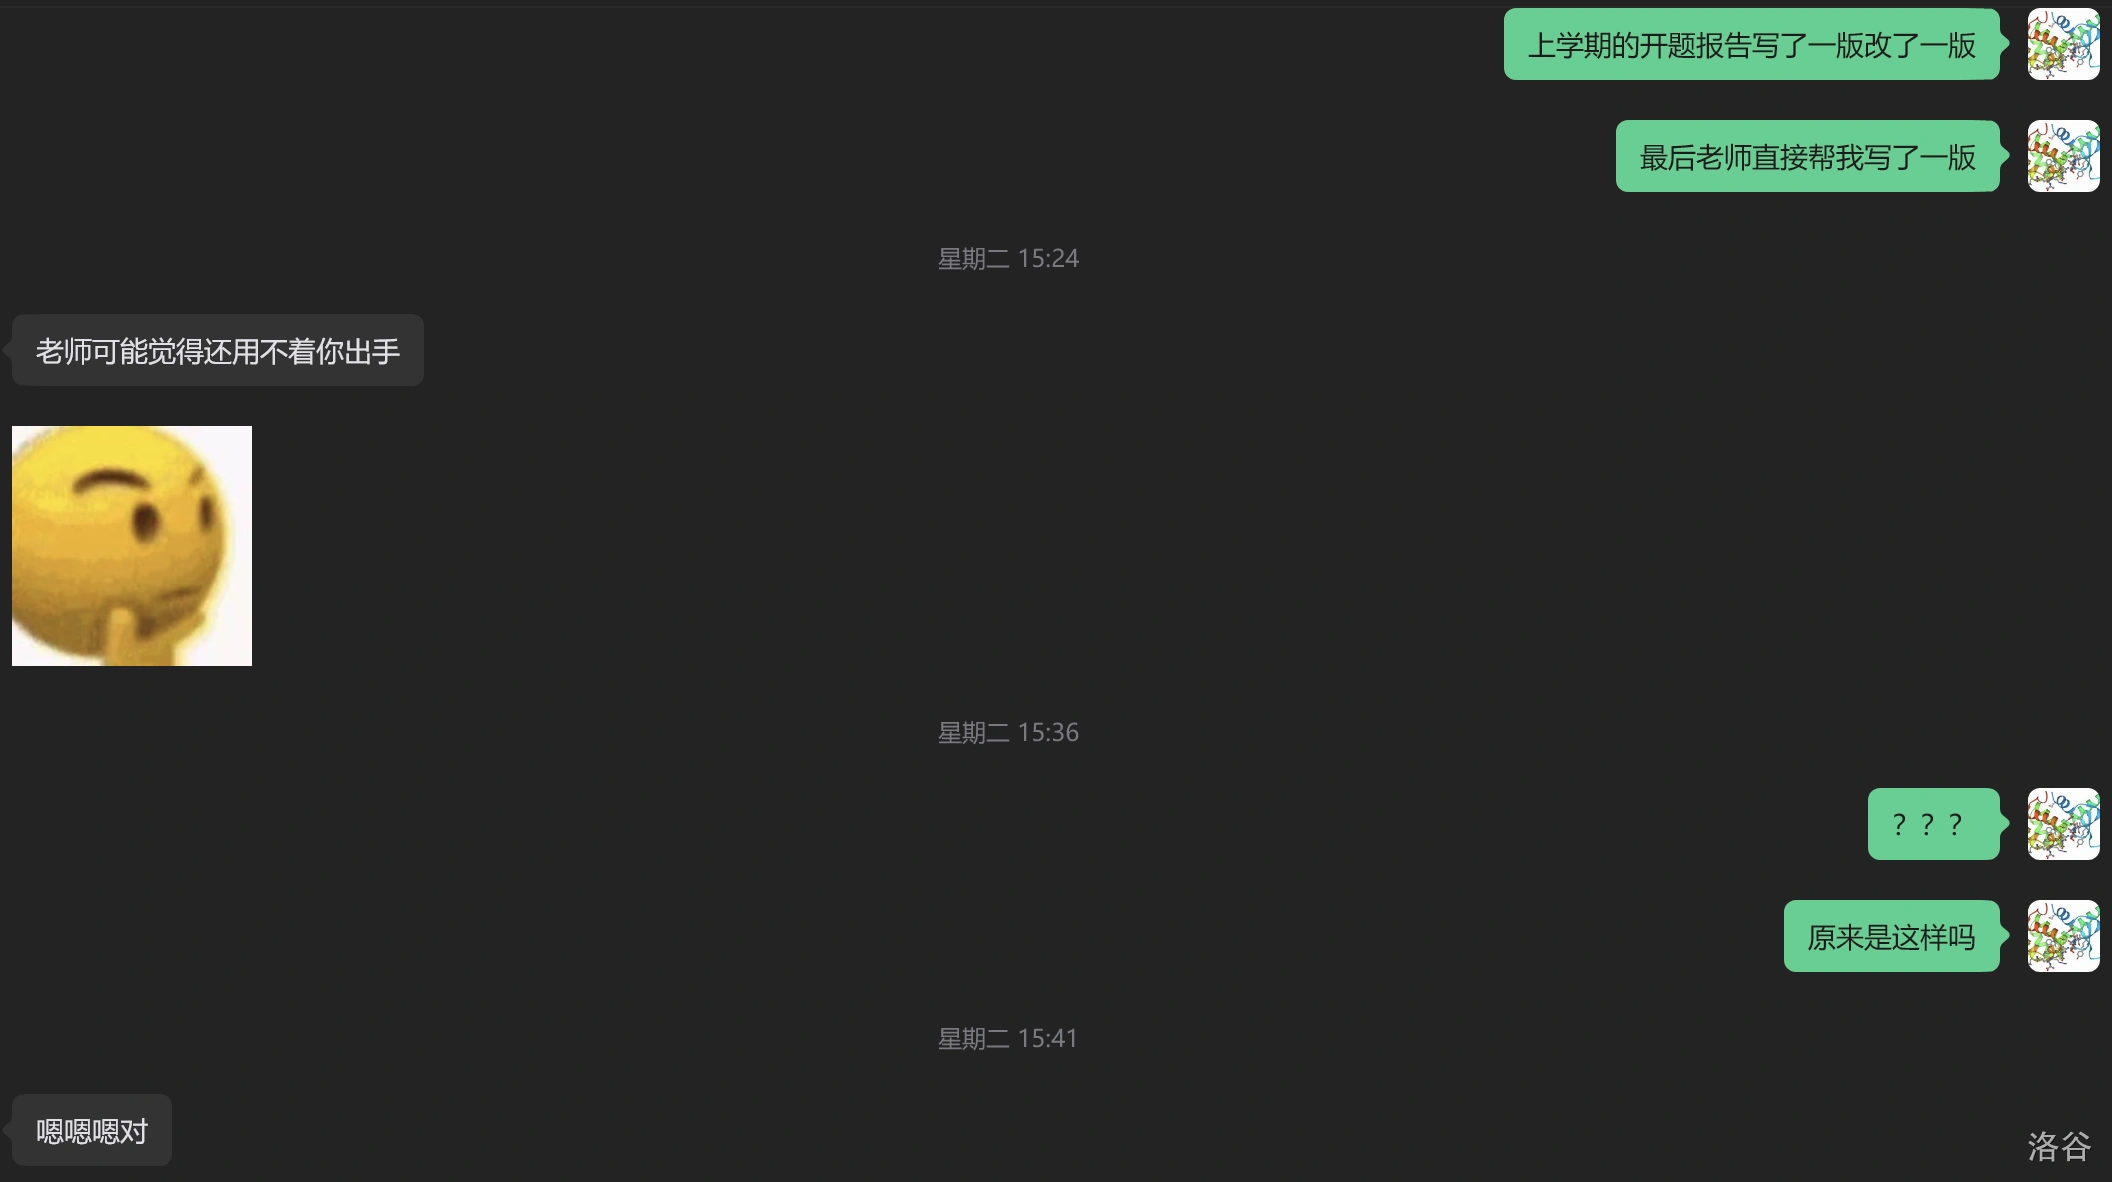 上学期的开题报告写了一版改了一版
最后老师直接帮我写了一版
星期二 15:24
老师可能觉得还用不着你出手
星期二 15:36
？？？
原来是这样吗
星期二 15:41
嗯嗯嗯对
洛谷